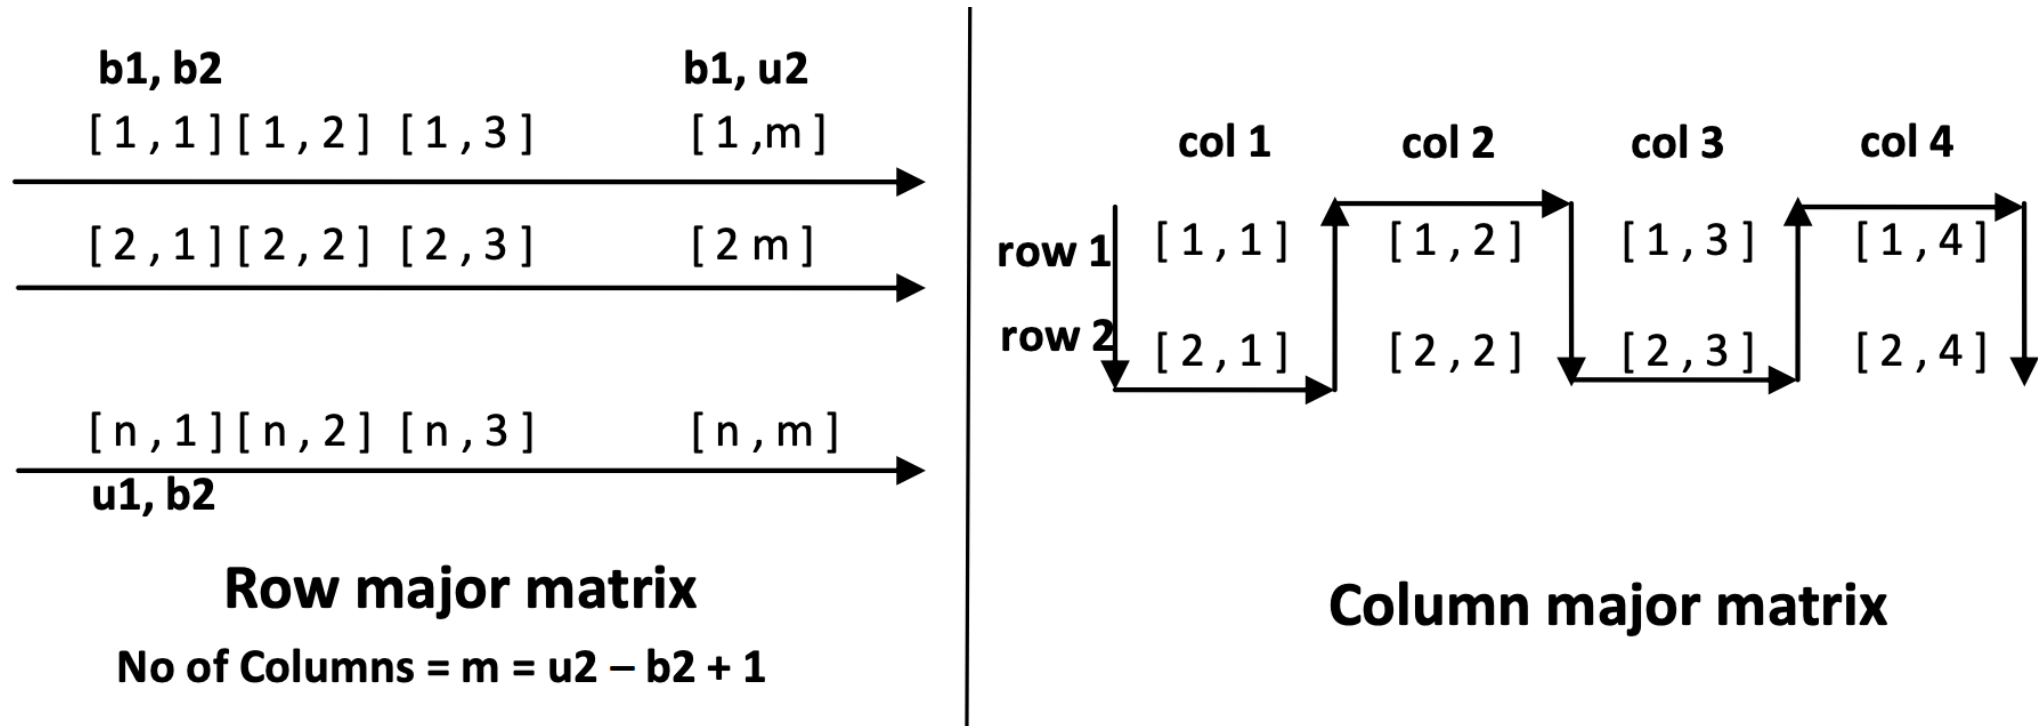 b1, b2 b1, u2
[ 1 , 1 ] [ 1 , 2 ] [ 1 , 3 ] [ 1 ,m ]
[ 2 , 1 ] [ 2 , 2 ] [ 2 , 3 ] [ 2 m ]
[ n , 1 ] [ n , 2 ] [ n , 3 ] [ n , m ]
u1, b2
Row major matrix
No of Columns = m = u2 – b2 + 1
col 1 col 2 col 3 col 4
row 1 [ 1 , 1 ] [ 1 , 2 ] [ 1 , 3 ] [ 1 , 4 ]
row 2 [ 2 , 1 ] [ 2 , 2 ] [ 2 , 3 ] [ 2 , 4 ]
Column major matrix